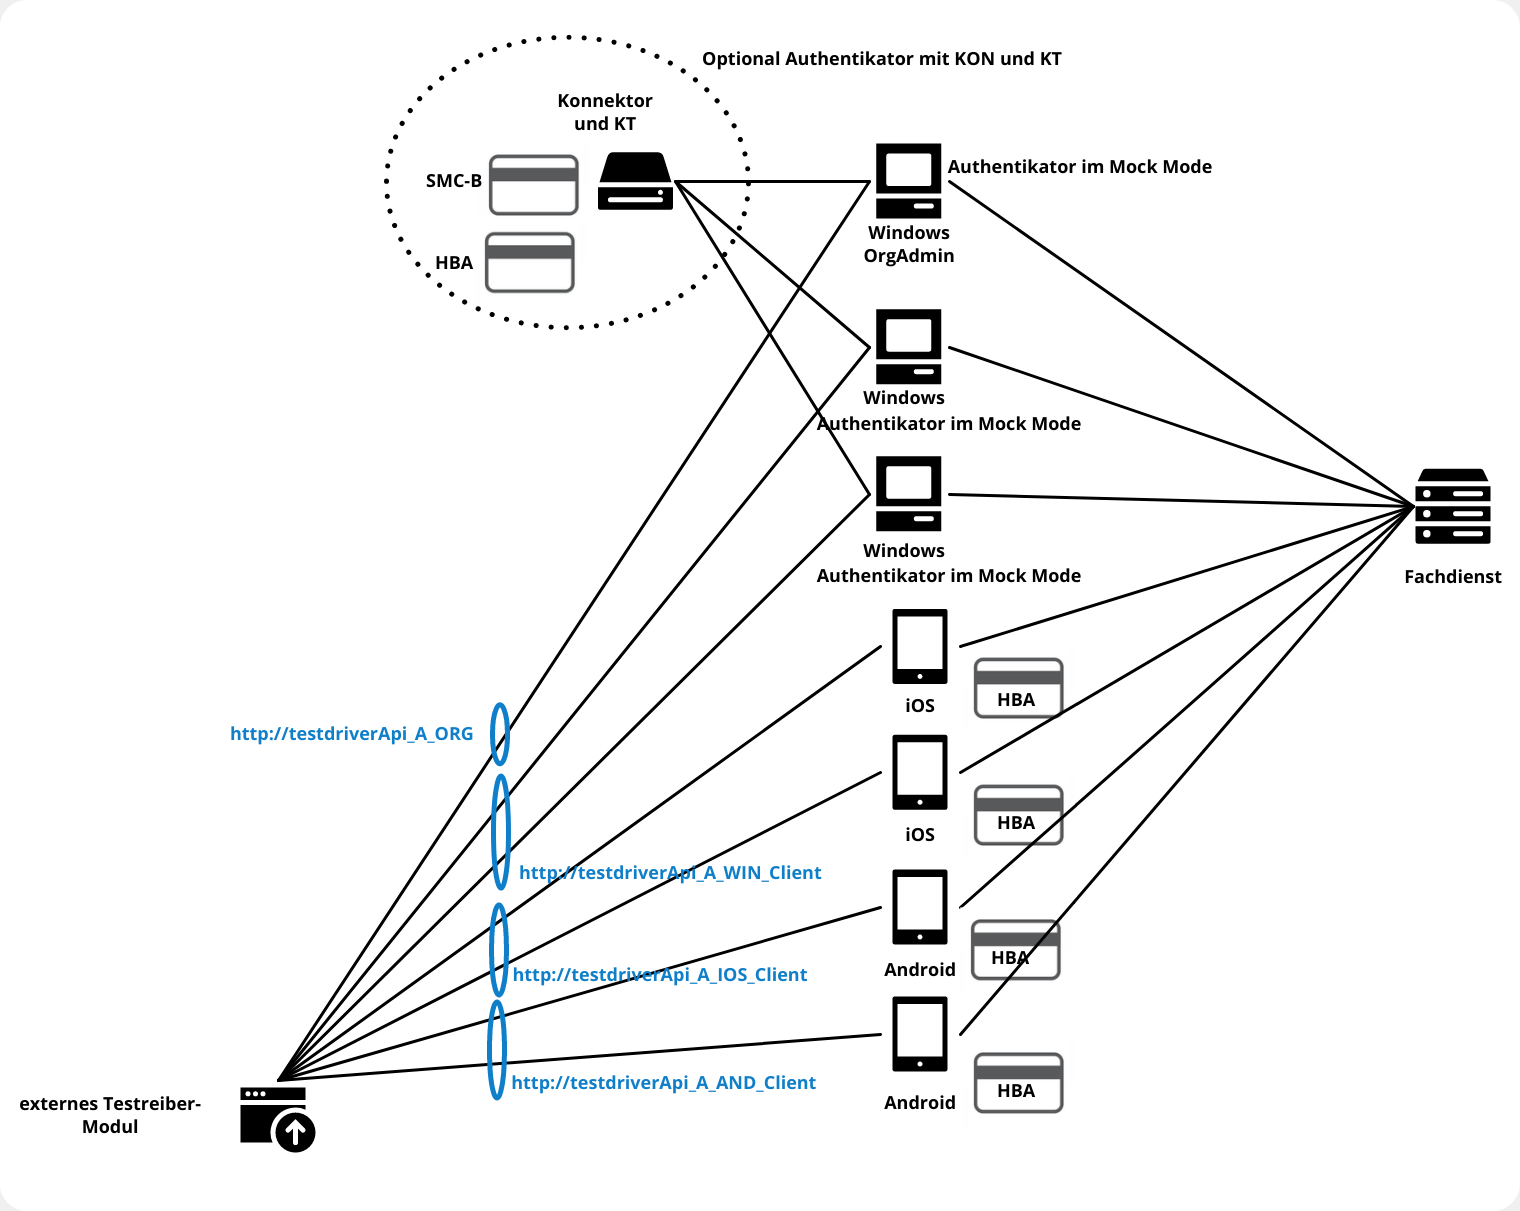 Optional Authentikator mit KON und KT
Konnektor
und KT
SMC-B
HBA
Authentikator im Mock Mode
Windows
OrgAdmin
Windows
Authentikator im Mock Mode
Windows
Authentikator im Mock Mode
Fachdienst
iOS
HBA
http://testdriverApi_A_ORG
iOS
HBA
http://testdriverApi_A_WIN_Client
Android
HBA
http://testdriverApi_A_IOS_Client
Android
HBA
http://testdriverApi_A_AND_Client
externes Testreiber-
Modul